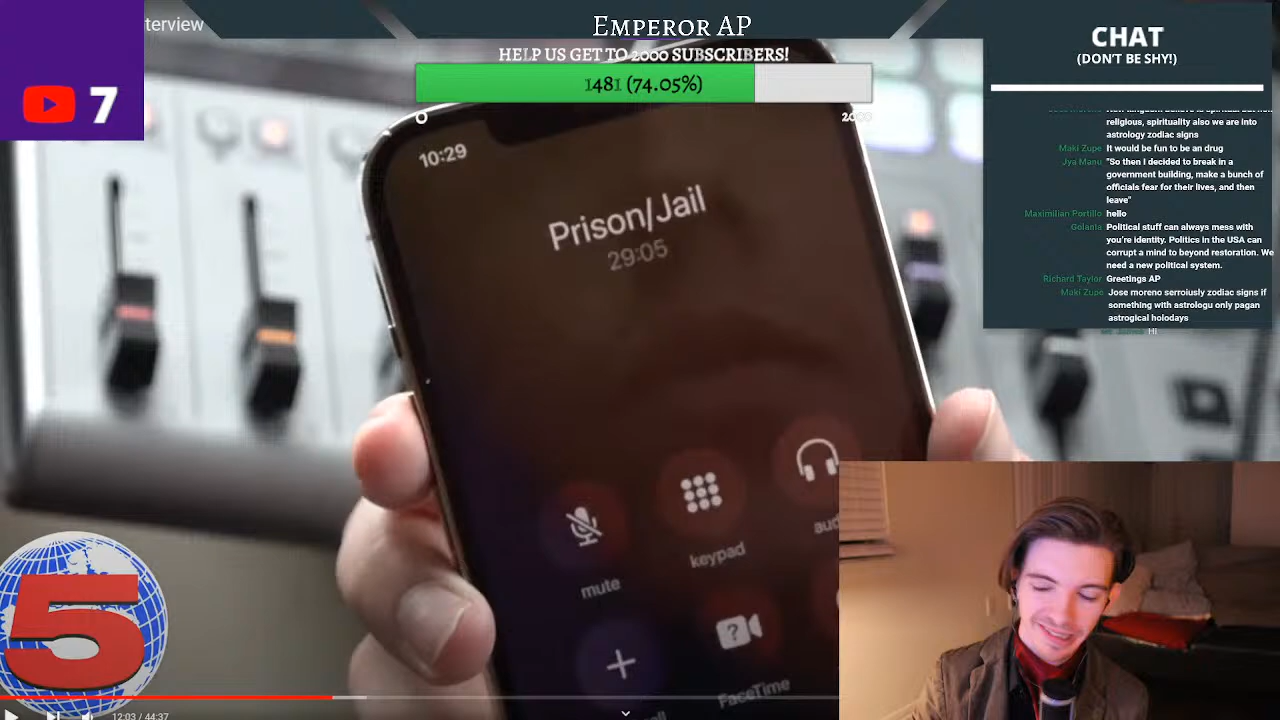 terview
EMPEROR AP
HELP US GET TO 2000 SUBSCRIBERS!
1481 (74.05%)
0
2000
7
CHAT
(DON'T BE SHY!)
religious, spirituality also we are into
astrology zodiac signs
Maki Zupe It would be fun to be an drug
Jya Manu "So then I decided to break in a
government building, make a bunch of
officials fear for their lives, and then
leave"
Maximilian Portillo hello
Golania Political stuff can always mess with
you're identity. Politics in the USA can
corrupt a mind to beyond restoration. We
need a new political system.
Richard Taylor Greetings AP
Maki Zupe Jose moreno serroiusly zodiac signs if
something with astrologu only pagan
astrogical holodays
Hi
10:29
Prison/Jail
29:05
mute
keypad
aud
FaceTime
5
12:03 / 44:37